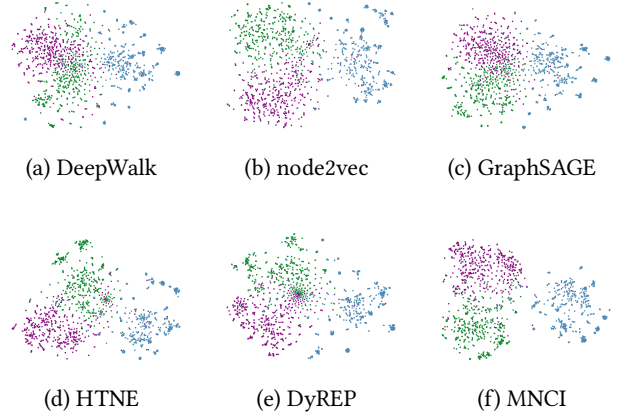 (a) DeepWalk
(b) node2vec
(c) GraphSAGE
(d) HTNE
(e) DyREP
(f) MNCI